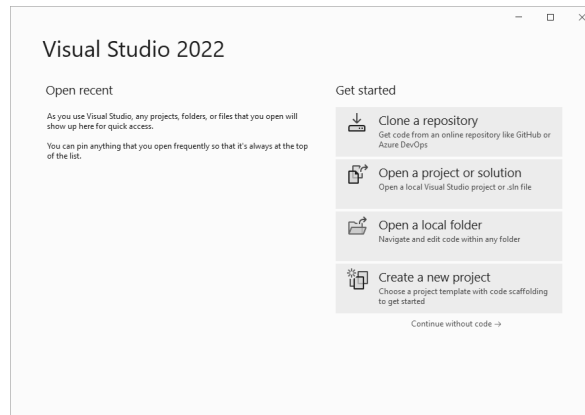 Visual Studio 2022
Open recent
As you use Visual Studio, any projects, folders, or files that you open will
show up here for quick access.
You can pin anything that you open frequently so that it's always at the top
of the list.
Get started
Clone a repository
Get code from an online repository like GitHub or
Azure DevOps
Open a project or solution
Open a local Visual Studio project or .sln file
Open a local folder
Navigate and edit code within any folder
Create a new project
Choose a project template with code scaffolding
to get started
Continue without code →